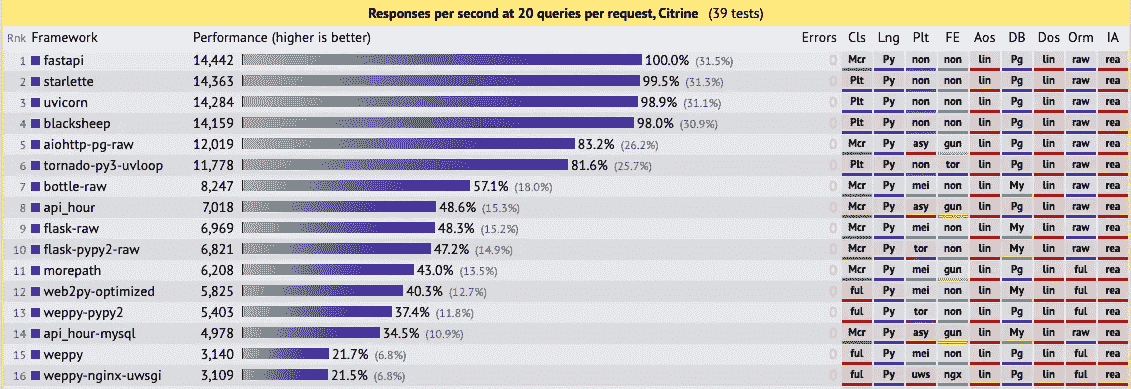 Responses per second at 20 queries per request, Citrine (39 tests)
Rnk Framework Performance (higher is better) Errors Cls Lng Plt FE Aos DB Dos Orm IA
1 fastapi 14,442 100.0% (31.5%) 0 Mcr Py non non lin Pg lin raw rea
2 starlette 14,363 99.5% (31.3%) 0 Plt Py non non lin Pg lin raw rea
3 uvicorn 14,284 98.9% (31.1%) 0 Plt Py non non lin Pg lin raw rea
4 blacksheep 14,159 98.0% (30.9%) 0 Plt Py non non lin Pg lin raw rea
5 aiohttp-pg-raw 12,019 83.2% (26.2%) 0 Mcr Py asy gun lin Pg lin raw rea
6 tornado-py3-uvloop 11,778 81.6% (25.7%) 0 Plt Py non tor lin Pg lin raw rea
7 bottle-raw 8,247 57.1% (18.0%) 0 Mcr Py mei non lin My lin raw rea
8 api_hour 7,018 48.6% (15.3%) 0 Mcr Py asy gun lin Pg lin raw rea
9 flask-raw 6,969 48.3% (15.2%) 0 Mcr Py mei non lin My lin raw rea
10 flask-pypy2-raw 6,821 47.2% (14.9%) 0 Mcr Py tor non lin My lin raw rea
11 morepath 6,208 43.0% (13.5%) 0 Mcr Py mei gun lin Pg lin ful rea
12 web2py-optimized 5,825 40.3% (12.7%) 0 ful Py mei non lin My lin ful rea
13 weppy-pypy2 5,403 37.4% (11.8%) 0 ful Py tor non lin Pg lin ful rea
14 api_hour-mysql 4,978 34.5% (10.9%) 0 Mcr Py asy gun lin My lin raw rea
15 weppy 3,140 21.7% (6.8%) 0 ful Py mei non lin Pg lin ful rea
16 weppy-nginx-uwsgi 3,109 21.5% (6.8%) 0 ful Py uws ngx lin Pg lin ful rea